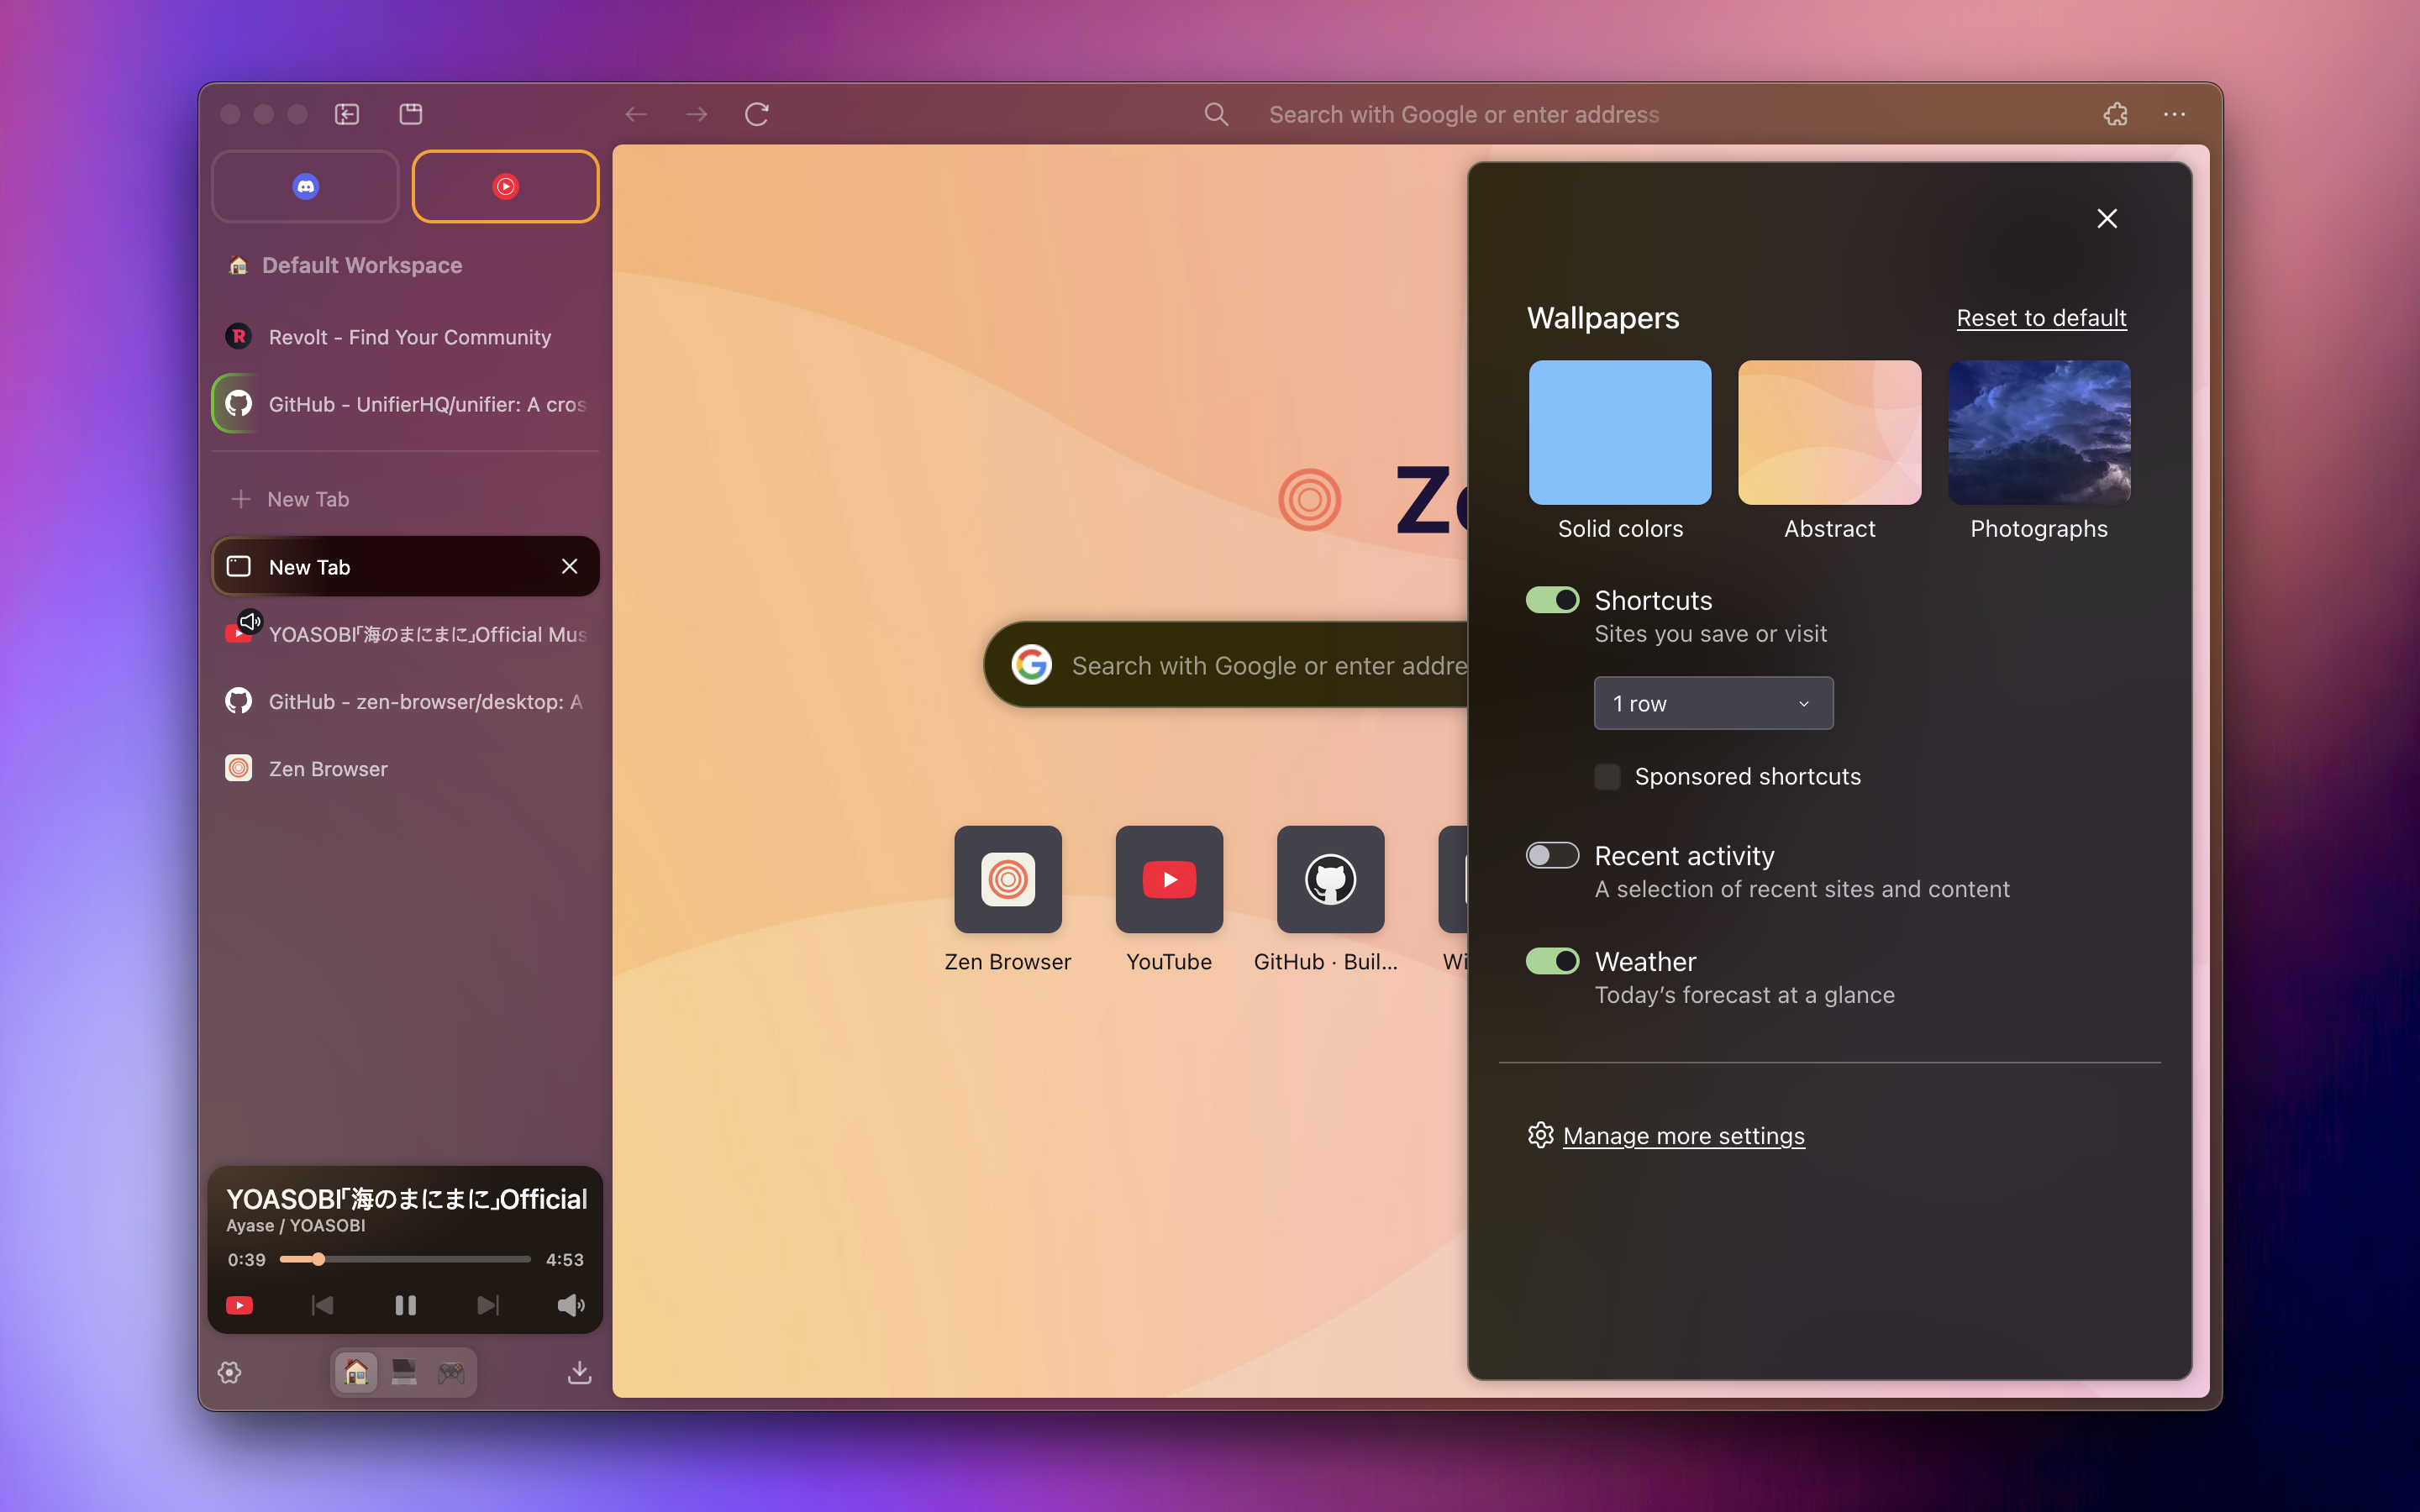 Search with Google or enter address
Default Workspace
Revolt - Find Your Community
GitHub - UnifierHQ/unifier: A cros
New Tab
New Tab
YOASOBI「海のまにまに」Official Mus
GitHub - zen-browser/desktop: A
Zen Browser
YOASOBI「海のまにまに」Official
Ayase / YOASOBI
0:39
4:53
Ze
Search with Google or enter addre
Zen Browser
YouTube
GitHub · Buil...
Wi
Wallpapers
Reset to default
Solid colors
Abstract
Photographs
Shortcuts
Sites you save or visit
1 row
Sponsored shortcuts
Recent activity
A selection of recent sites and content
Weather
Today's forecast at a glance
Manage more settings